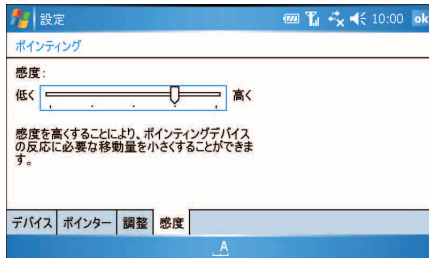 設定 10:00 ok
ポインティング
感度:
低く 高く
感度を高くすることにより、ポインティングデバイス
の反応に必要な移動量を小さくすることができま
す。
デバイス ポインター 調整 感度
A